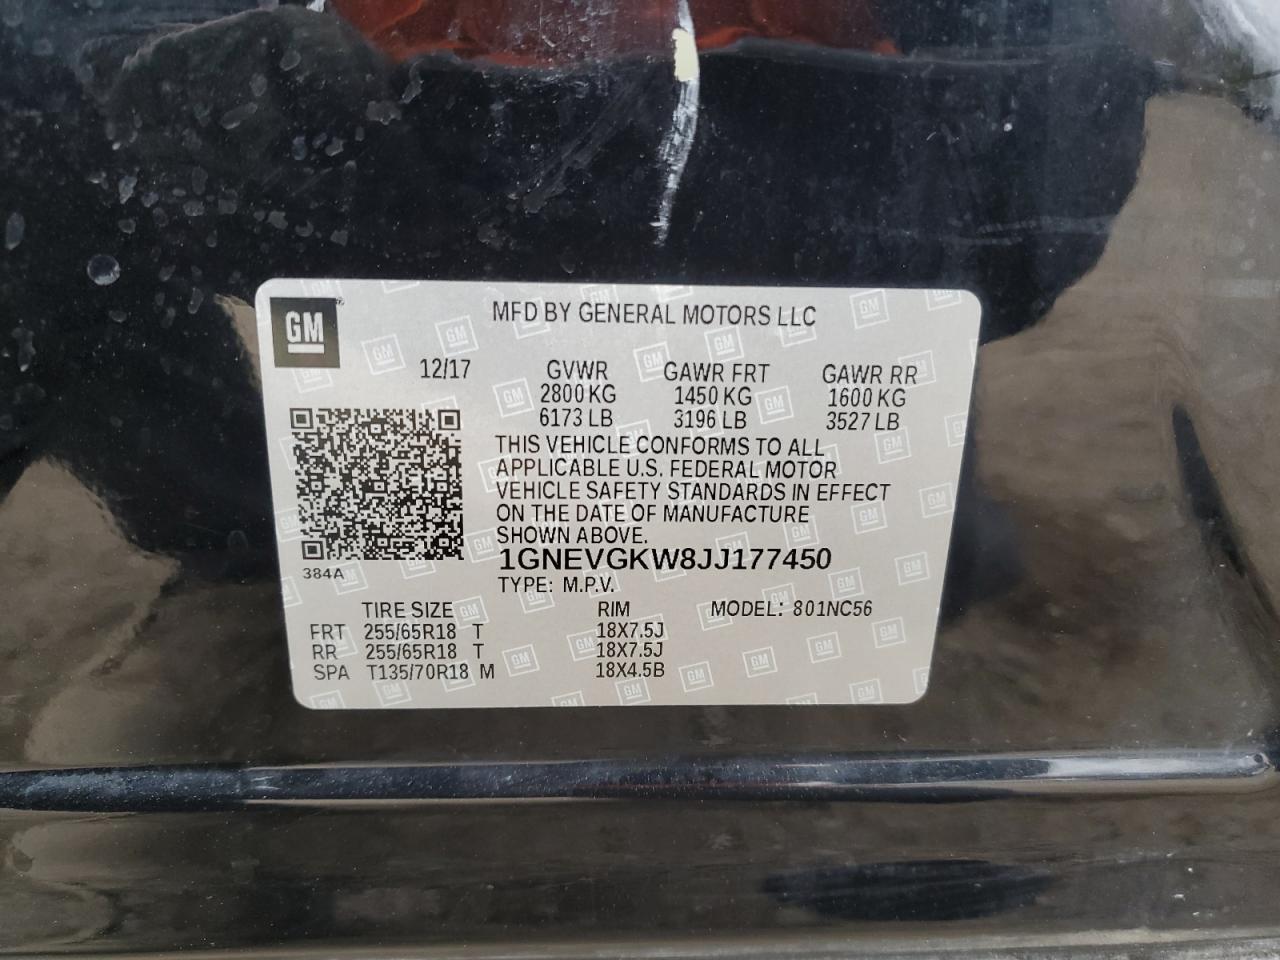 GM
MFD BY GENERAL MOTORS LLC
12/17 GVWR GAWR FRT GAWR RR
2800 KG 1450 KG 1600 KG
6173 LB 3196 LB 3527 LB
THIS VEHICLE CONFORMS TO ALL
APPLICABLE U.S. FEDERAL MOTOR
VEHICLE SAFETY STANDARDS IN EFFECT
ON THE DATE OF MANUFACTURE
SHOWN ABOVE.
1GNEVGKW8JJ177450
384A
TYPE: M.P.V.
TIRE SIZE RIM MODEL: 801NC56
FRT 255/65R18 T 18X7.5J
RR 255/65R18 T 18X7.5J
SPA T135/70R18 M 18X4.5B